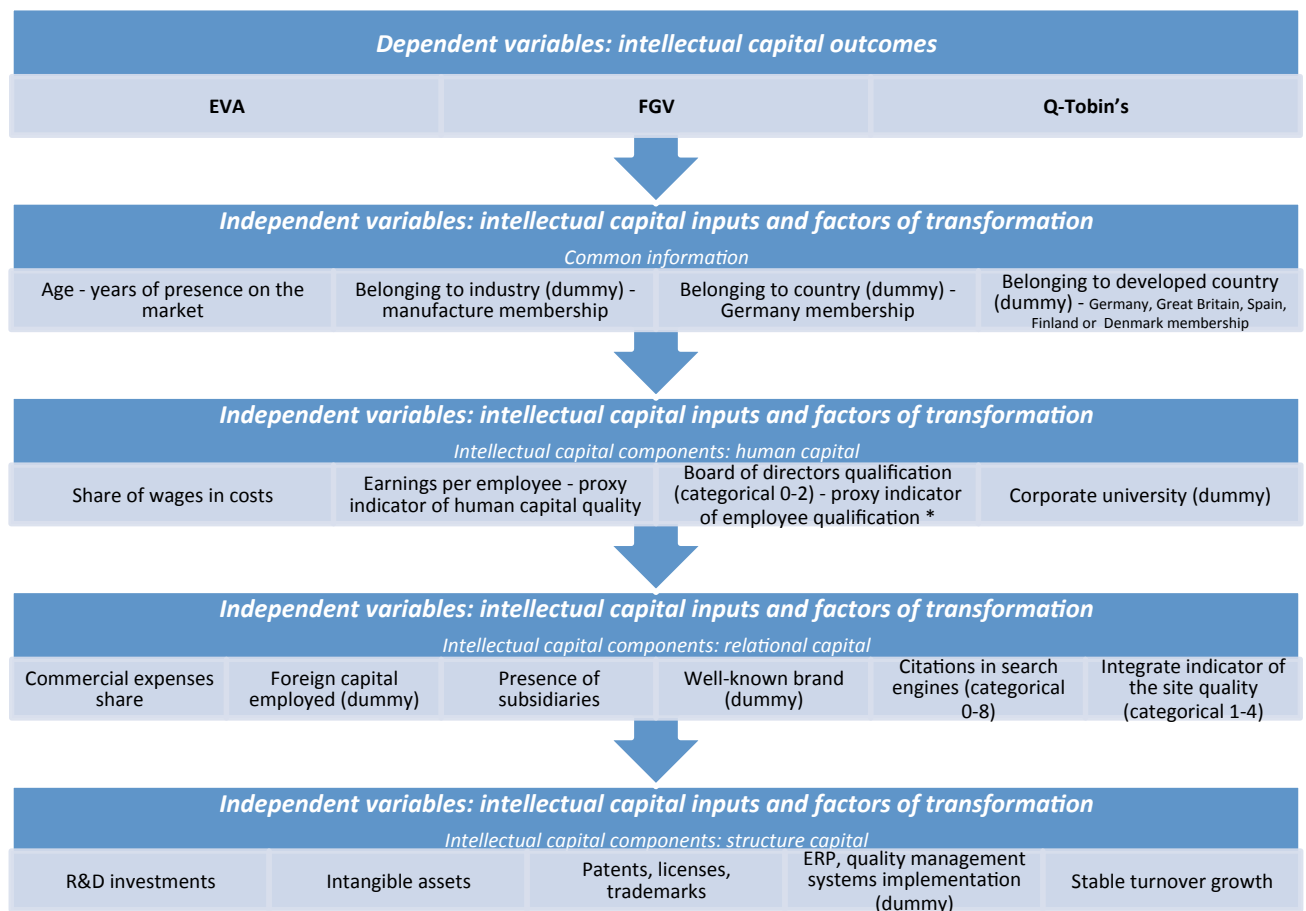 Dependent variables: intellectual capital outcomes
EVA
FGV
Q-Tobin’s
Independent variables: intellectual capital inputs and factors of transformation
Common information
Age - years of presence on the
market
Belonging to industry (dummy) -
manufacture membership
Belonging to country (dummy) -
Germany membership
Belonging to developed country
(dummy) - Germany, Great Britain, Spain,
Finland or Denmark membership
Independent variables: intellectual capital inputs and factors of transformation
Intellectual capital components: human capital
Share of wages in costs
Earnings per employee - proxy
indicator of human capital quality
Board of directors qualification
(categorical 0-2) - proxy indicator
of employee qualification *
Corporate university (dummy)
Independent variables: intellectual capital inputs and factors of transformation
Intellectual capital components: relational capital
Commercial expenses
share
Foreign capital
employed (dummy)
Presence of
subsidiaries
Well-known brand
(dummy)
Citations in search
engines (categorical
0-8)
Integrate indicator of
the site quality
(categorical 1-4)
Independent variables: intellectual capital inputs and factors of transformation
Intellectual capital components: structure capital
R&D investments
Intangible assets
Patents, licenses,
trademarks
ERP, quality management
systems implementation
(dummy)
Stable turnover growth